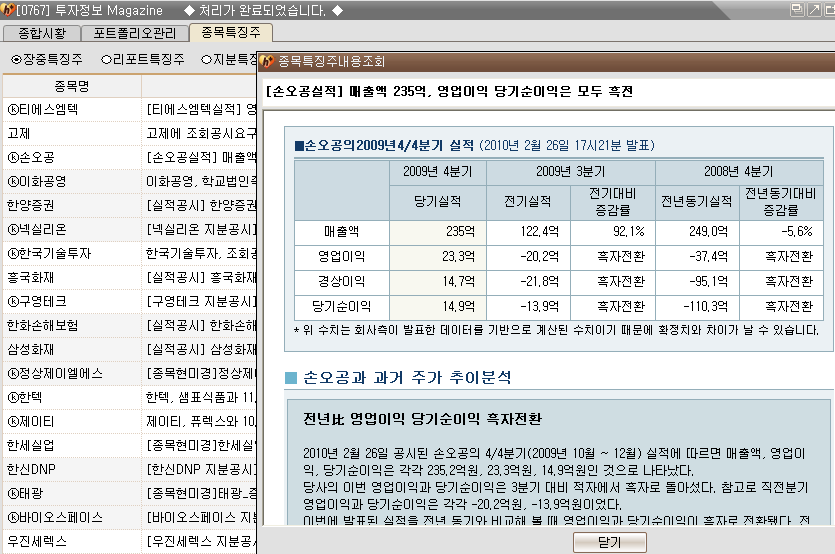 [0767] 투자정보 Magazine ◆ 처리가 완료되었습니다. ◆
종합시황 포트폴리오관리 종목특징주
장중특징주 리포트특징주 지분특징
종목명
ⓚ티에스엠텍 [티에스엠텍실적] 영
고제 고제에 조회공시요구
ⓚ손오공 [손오공실적] 매출액
ⓚ이화공영 이화공영, 학교법인측
한양증권 [실적공시] 한양증권
ⓚ넥실리온 [넥실리온 지분공시]
ⓚ한국기술투자 한국기술투자, 조회공
흥국화재 [실적공시] 흥국화재
ⓚ구영테크 [구영테크 지분공시]
한화손해보험 [실적공시] 한화손해
삼성화재 [실적공시] 삼성화재
ⓚ정상제이엘에스 [종목현미경]정상제이
ⓚ한텍 한텍, 샘표식품과 11,
ⓚ제이티 제이티, 퓨렉스와 10,
한세실업 [종목현미경]한세실업
한신DNP [한신DNP 지분공시]
ⓚ태광 [종목현미경]태광_증
ⓚ바이오스페이스 [바이오스페이스 지분
우진세렉스 [우진세렉스 지분공시
종목특징주내용조회
[손오공실적] 매출액 235억, 영업이익 당기순이익은 모두 흑전
■손오공의2009년4/4분기 실적 (2010년 2월 26일 17시21분 발표)
2009년 4분기 2009년 3분기 2008년 4분기
당기실적 전기실적 전기대비 증감률 전년동기실적 전년동기대비 증감률
매출액 235억 122,4억 92,1% 249,0억 -5,6%
영업이익 23,3억 -20,2억 흑자전환 -37,4억 흑자전환
경상이익 14,7억 -21,8억 흑자전환 -95,1억 흑자전환
당기순이익 14,9억 -13,9억 흑자전환 -110,3억 흑자전환
* 위 수치는 회사측이 발표한 데이터를 기반으로 계산된 수치이기 때문에 확정치와 차이가 날 수 있습니다.
■ 손오공과 과거 주가 추이분석
전년比 영업이익 당기순이익 흑자전환
2010년 2월 26일 공시된 손오공의 4/4분기(2009년 10월 ~ 12월) 실적에 따르면 매출액, 영업이
익, 당기순이익은 각각 235,2억원, 23,3억원, 14,9억원인 것으로 나타났다.
당사의 이번 영업이익과 당기순이익은 3분기 대비 적자에서 흑자로 돌아섰다. 참고로 직전분기
영업이익과 당기순이익은 각각 -20,2억원, -13,9억원이었다.
이번에 발표된 실적을 전년 동기와 비교해 볼 때 영업이익과 당기순이익이 흑자로 전환됐다. 전
닫기